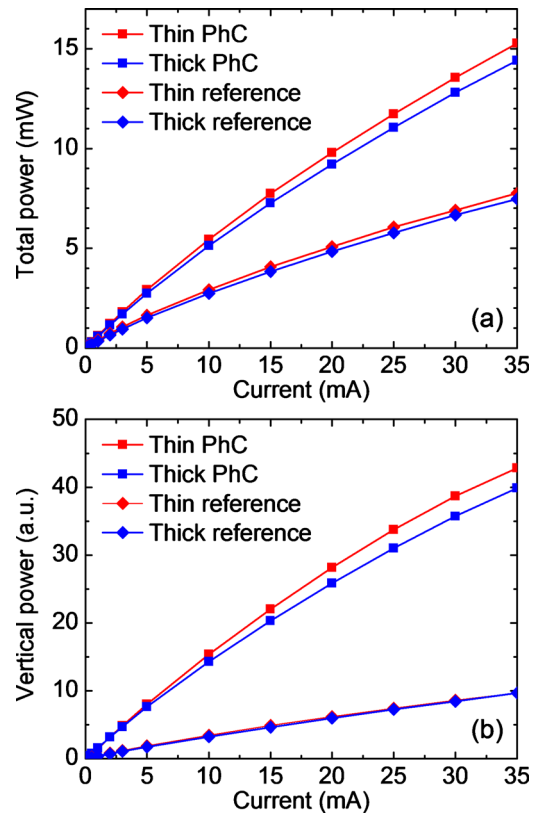 15
10
5
0
Total power (mW)
Thin PhC
Thick PhC
Thin reference
Thick reference
(a)
5 10 15 20 25 30 35
Current (mA)
50
40
30
20
10
0
Vertical power (a.u.)
Thin PhC
Thick PhC
Thin reference
Thick reference
(b)
5 10 15 20 25 30 35
Current (mA)